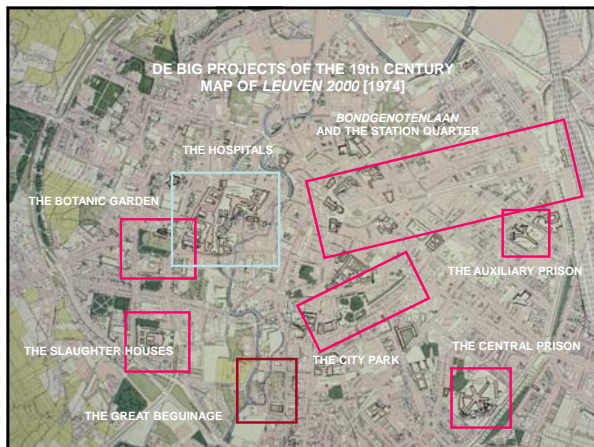 DE BIG PROJECTS OF THE 19th CENTURY
MAP OF LEUVEN 2000 [1974]
BONDGENOTENLAAN
AND THE STATION QUARTER
THE HOSPITALS
THE BOTANIC GARDEN
THE AUXILIARY PRISON
THE SLAUGHTER HOUSES
THE CITY PARK
THE CENTRAL PRISON
THE GREAT BEGUINAGE